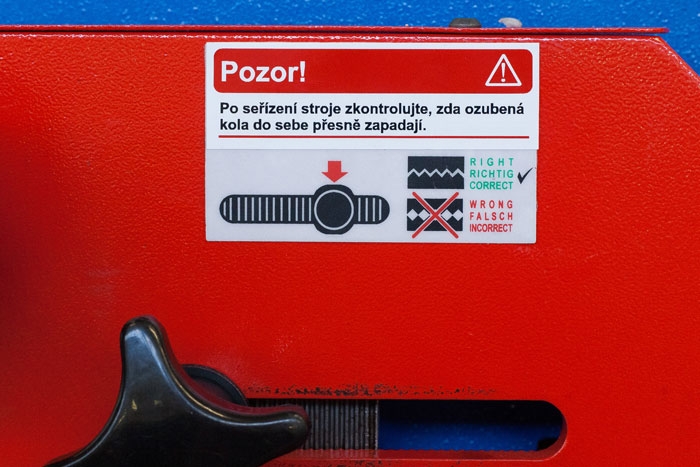 Pozor!
Po seřízení stroje zkontrolujte, zda ozubená
kola do sebe přesně zapadají.
RIGHT
RICHTIG
CORRECT
WRONG
FALSCH
INCORRECT